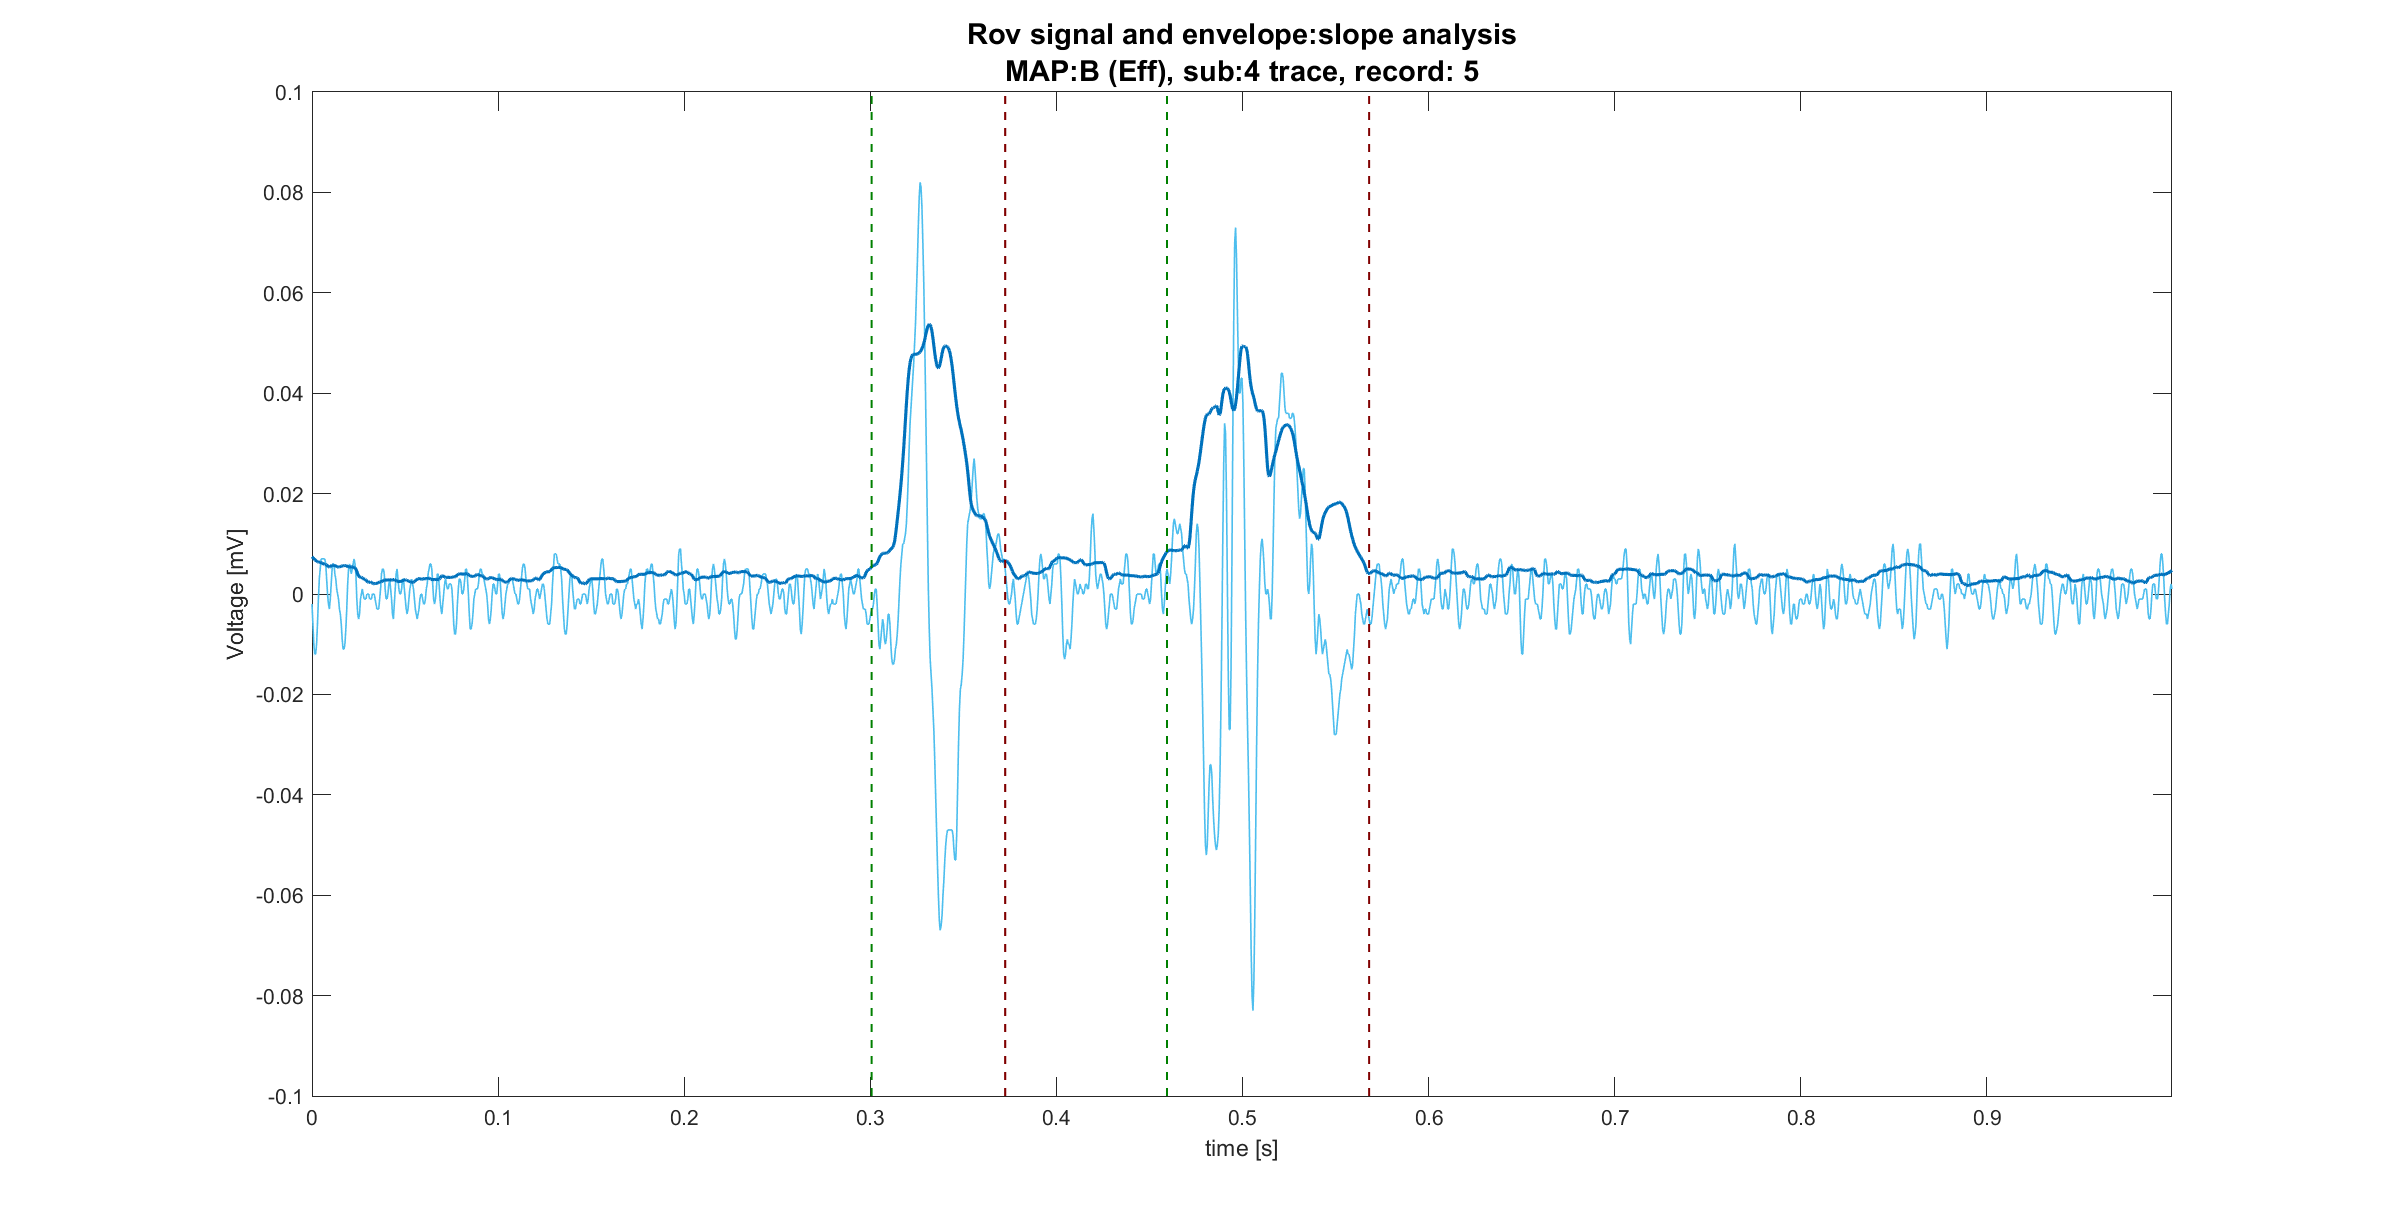 Rov signal and envelope:slope analysis
MAP:B (Eff), sub:4 trace, record: 5
0.1
0.08
0.06
0.04
0.02
0
-0.02
-0.04
-0.06
-0.08
-0.1
Voltage [mV]
0 0.1 0.2 0.3 0.4 0.5 0.6 0.7 0.8 0.9
time [s]